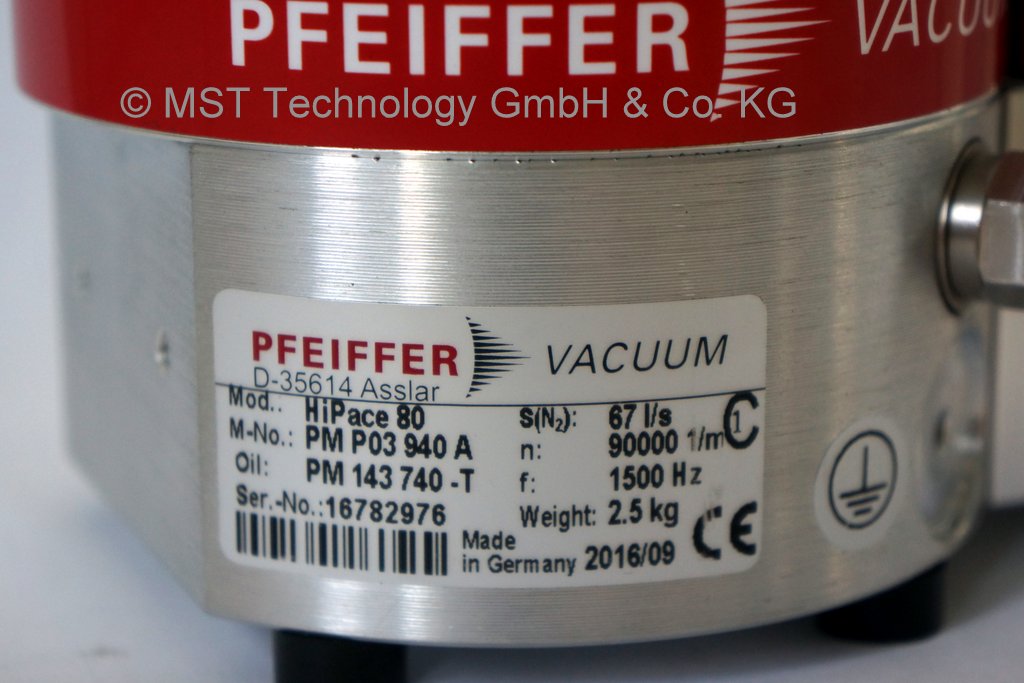 PFEIFFER VACUU
© MST Technology GmbH & Co. KG
PFEIFFER VACUUM
D-35614 Asslar
Mod.: HiPace 80 S(N₂): 67 l/s
M-No.: PM P03 940 A n: 90000 1/m
Oil: PM 143 740 -T f: 1500 Hz
Ser.-No.:16782976 Weight: 2.5 kg
Made
in Germany 2016/09 CE